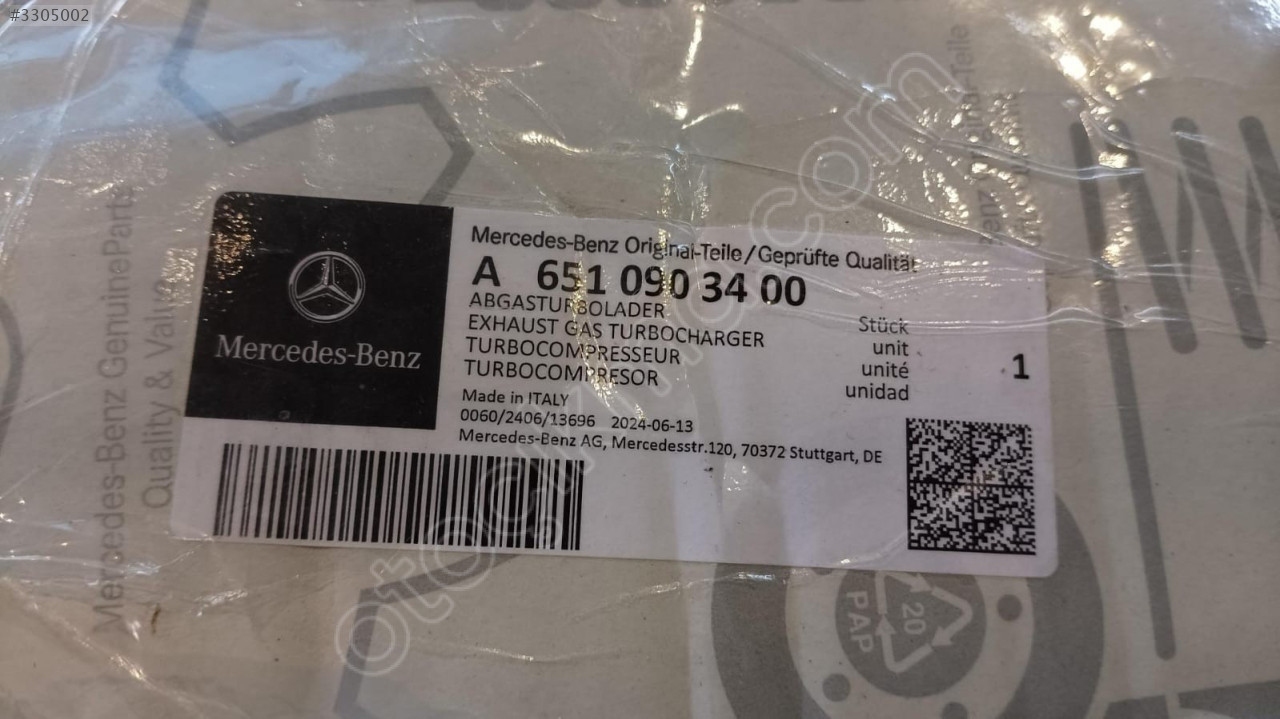 #3305002
Mercedes-Benz
Mercedes-Benz Original-Teile/Geprüfte Qualität
A 651 090 34 00
ABGASTURBOLADER
EXHAUST GAS TURBOCHARGER
TURBOCOMPRESSEUR
TURBOCOMPRESOR
Stück
unit
unité
unidad
1
Made in ITALY
0060/2406/13696 2024-06-13
Mercedes-Benz AG, Mercedesstr.120, 70372 Stuttgart, DE
Mercedes-Benz GenuineParts
Quality & Value
20
PAP
otocikma.com